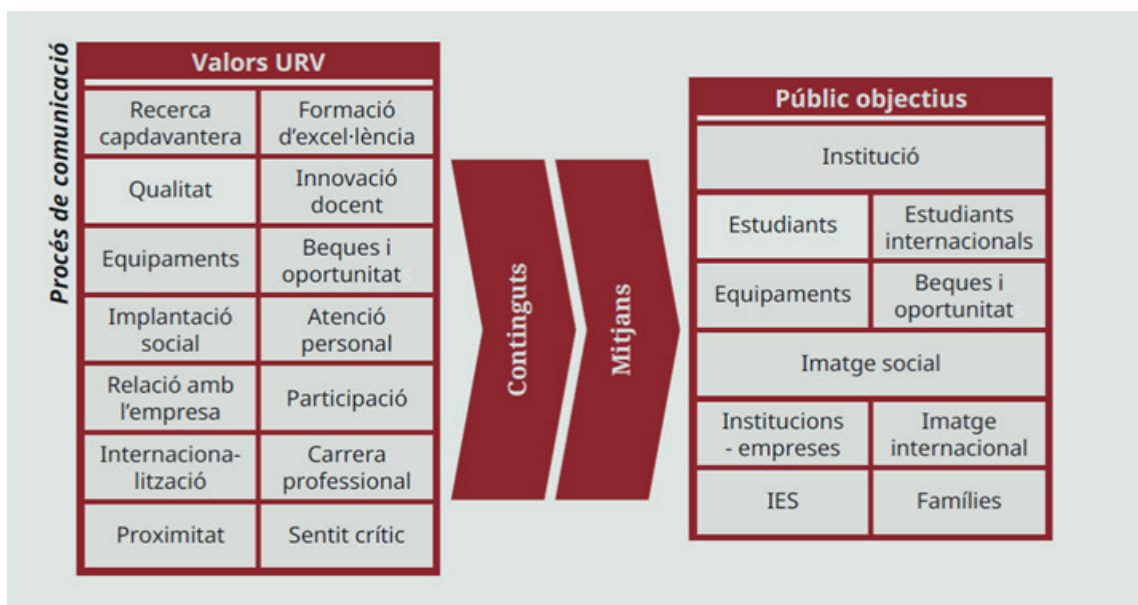 Procés de comunicació
Valors URV
Recerca
capdavantera
Formació
d'excel·lència
Qualitat
Innovació
docent
Equipaments
Beques i
oportunitat
Implantació
social
Atenció
personal
Relació amb
l'empresa
Participació
Internaciona-
lització
Carrera
professional
Proximitat
Sentit crític
Continguts
Mitjans
Públic objectius
Institució
Estudiants
Estudiants
internacionals
Equipaments
Beques i
oportunitat
Imatge social
Institucions
- empreses
Imatge
internacional
IES
Famílies